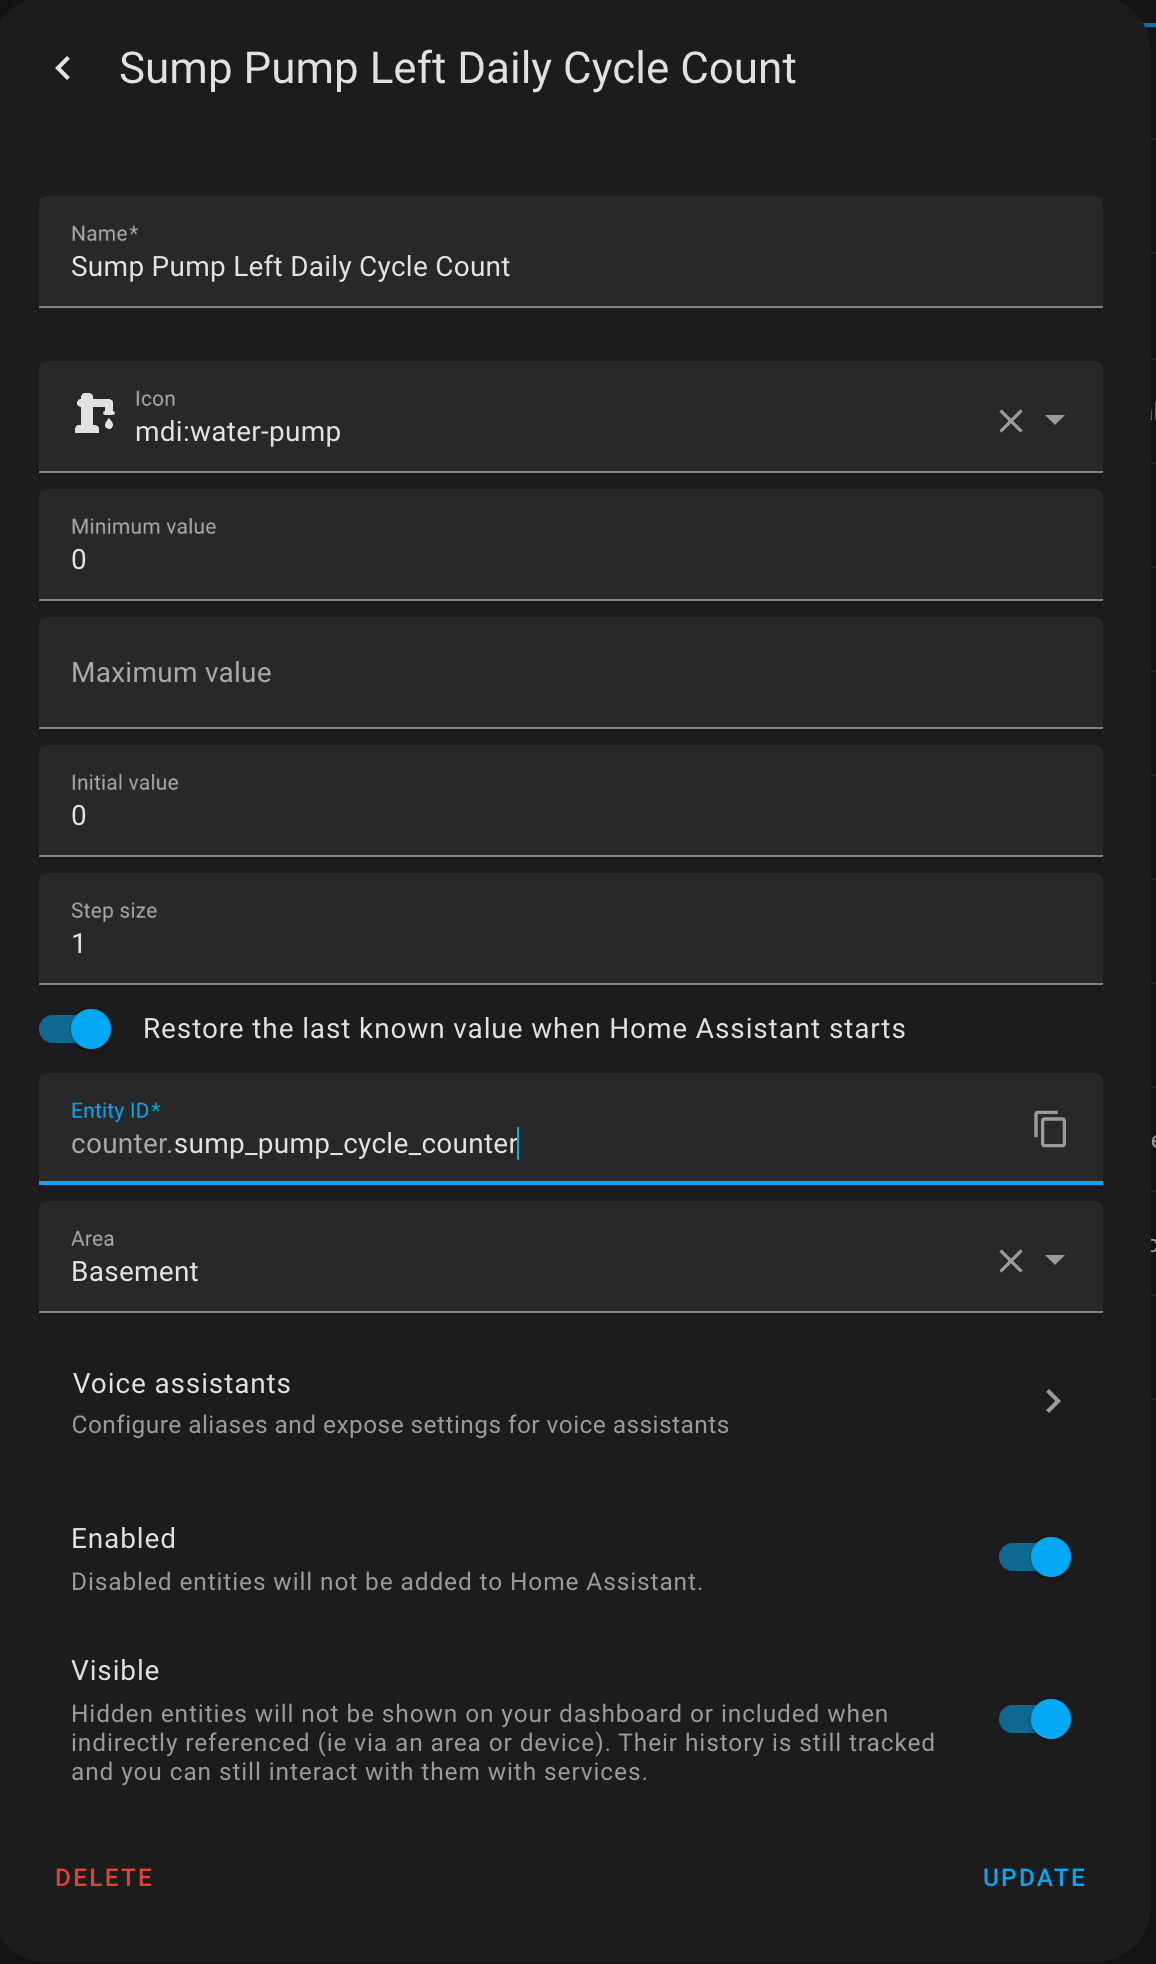 Sump Pump Left Daily Cycle Count
Name*
Sump Pump Left Daily Cycle Count
Icon
mdi:water-pump
Minimum value
0
Maximum value
Initial value
0
Step size
1
Restore the last known value when Home Assistant starts
Entity ID*
counter.sump_pump_cycle_counter
Area
Basement
Voice assistants
Configure aliases and expose settings for voice assistants
Enabled
Disabled entities will not be added to Home Assistant.
Visible
Hidden entities will not be shown on your dashboard or included when
indirectly referenced (ie via an area or device). Their history is still tracked
and you can still interact with them with services.
DELETE
UPDATE